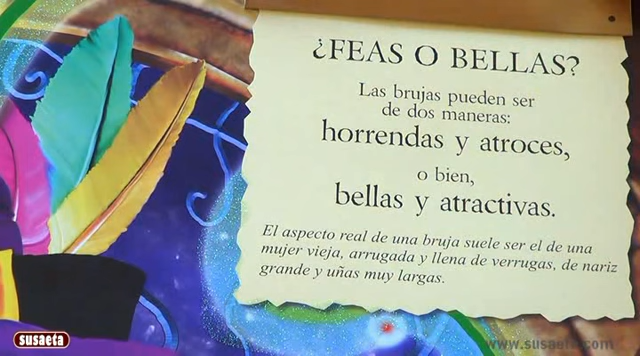 ¿FEAS O BELLAS?
Las brujas pueden ser
de dos maneras:
horrendas y atroces,
o bien,
bellas y atractivas.
El aspecto real de una bruja suele ser el de una
mujer vieja, arrugada y llena de verrugas, de nariz
grande y uñas muy largas.
susaeta
www.susaeta.com